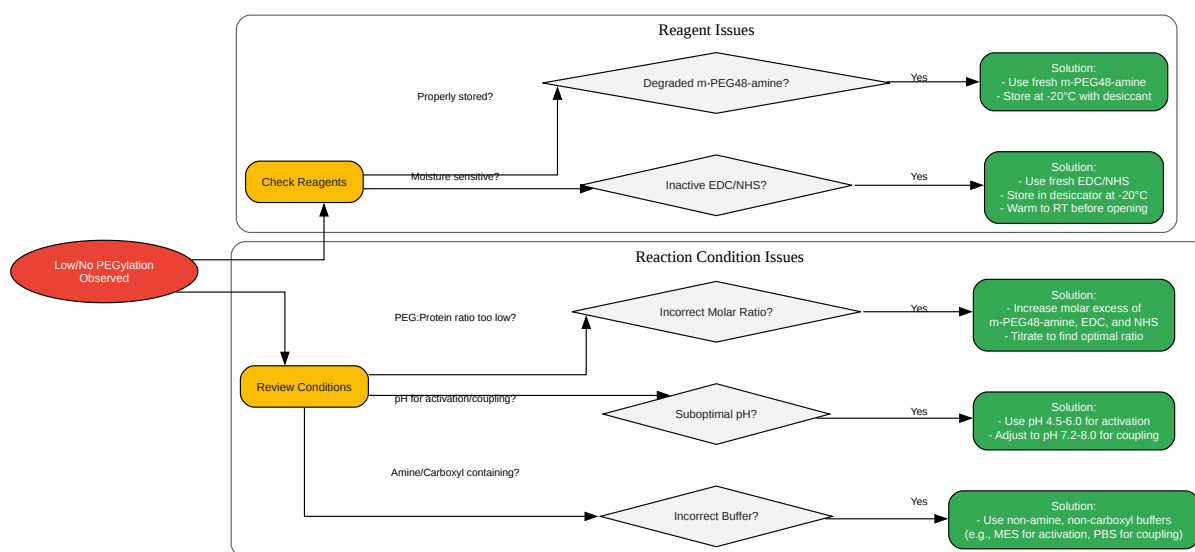 Reagent Issues
Properly stored?
Degraded m-PEG48-amine?
Yes
Solution:
- Use fresh m-PEG48-amine
- Store at -20°C with desiccant
Check Reagents
Moisture sensitive?
Inactive EDC/NHS?
Yes
Solution:
- Use fresh EDC/NHS
- Store in desiccator at -20°C
- Warm to RT before opening
Low/No PEGylation
Observed
Reaction Condition Issues
PEG:Protein ratio too low?
Incorrect Molar Ratio?
Yes
Solution:
- Increase molar excess of
m-PEG48-amine, EDC, and NHS
- Titrate to find optimal ratio
Review Conditions
pH for activation/coupling?
Suboptimal pH?
Yes
Solution:
- Use pH 4.5-6.0 for activation
- Adjust to pH 7.2-8.0 for coupling
Amine/Carboxyl containing?
Incorrect Buffer?
Yes
Solution:
- Use non-amine, non-carboxyl buffers
(e.g., MES for activation, PBS for coupling)